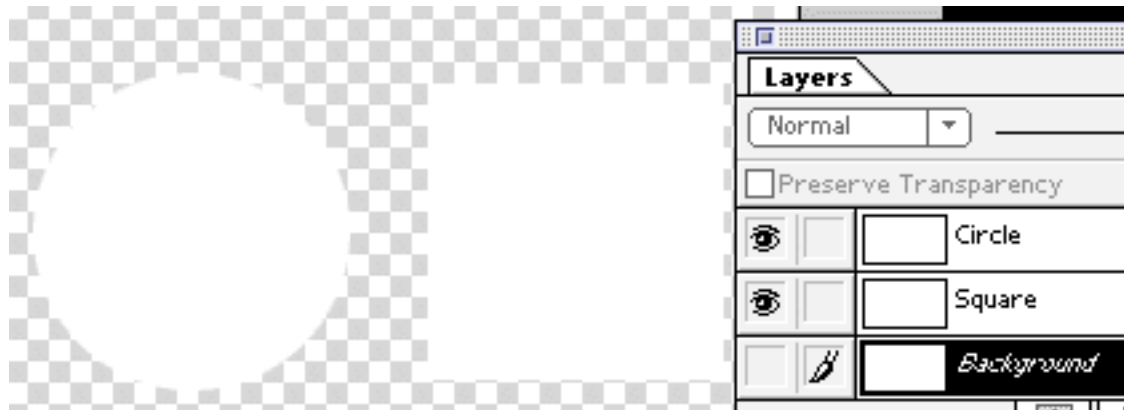 Layers
Normal
Preserve Transparency
Circle
Square
Background